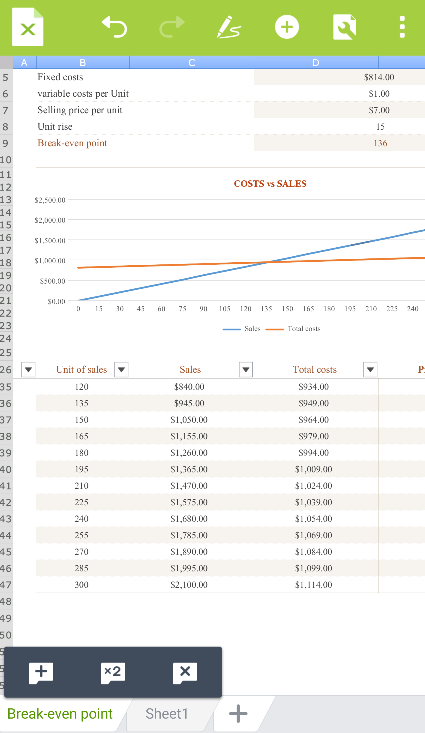 X
A B C D
5 Fixed costs $814.00
6 variable costs per Unit $1.00
7 Selling price per unit $7.00
8 Unit rise 15
9 Break-even point 136
10
11
12 COSTS vs SALES
13 $2,500.00
14 $2,000.00
15
16 $1,500.00
17
18 $1,000.00
19
20 $500.00
21 $0.00
22 0 15 30 45 60 75 90 105 120 135 150 165 180 195 210 225 240
23 Sales Total costs
24
25
26 Unit of sales Sales Total costs
35 120 $840.00 $934.00
36 135 $945.00 $949.00
37 150 $1,050.00 $964.00
38 165 $1,155.00 $979.00
39 180 $1,260.00 $994.00
40 195 $1,365.00 $1,009.00
41 210 $1,470.00 $1,024.00
42 225 $1,575.00 $1,039.00
43 240 $1,680.00 $1,054.00
44 255 $1,785.00 $1,069.00
45 270 $1,890.00 $1,084.00
46 285 $1,995.00 $1,099.00
47 300 $2,100.00 $1,114.00
48
49
50
+ ×2 ×
Break-even point Sheet1 +